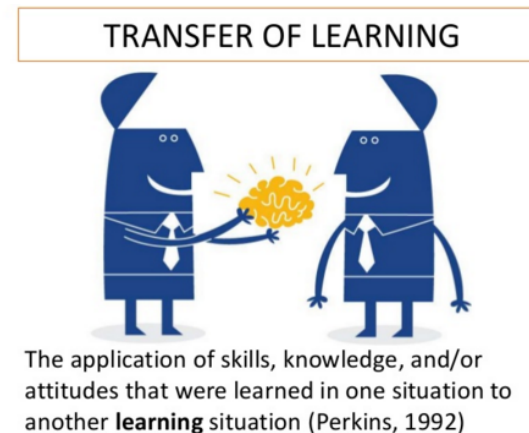 TRANSFER OF LEARNING
The application of skills, knowledge, and/or
attitudes that were learned in one situation to
another learning situation (Perkins, 1992)